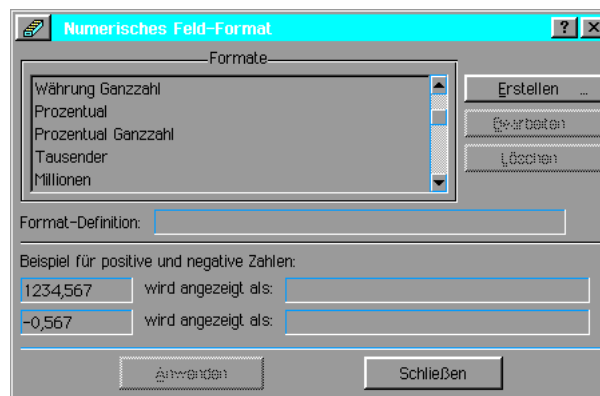 Numerisches Feld-Format
?
X
Formate
Währung Ganzzahl
Prozentual
Prozentual Ganzzahl
Tausender
Millionen
Erstellen ...
Bearbeiten
Löschen
Format-Definition:
Beispiel für positive und negative Zahlen:
1234,567 wird angezeigt als:
-0,567 wird angezeigt als:
Anwenden
Schließen